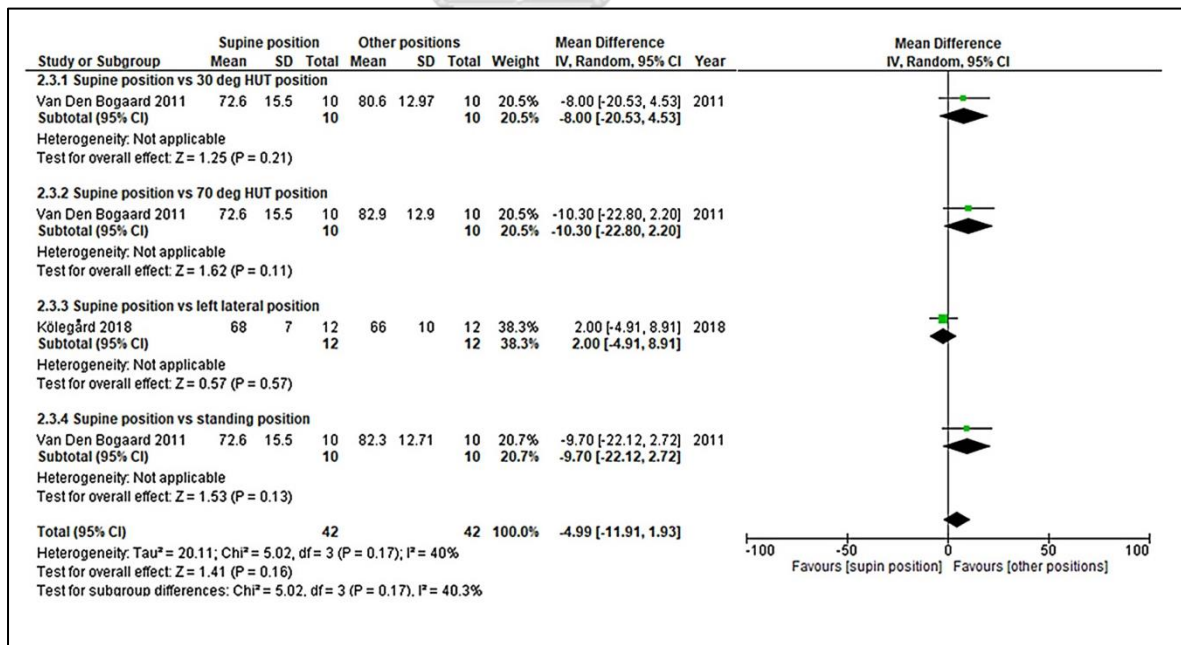 Supine position Other positions Mean Difference Mean Difference
Study or Subgroup Mean SD Total Mean SD Total Weight IV, Random, 95% CI Year IV, Random, 95% CI
2.3.1 Supine position vs 30 deg HUT position
Van Den Bogaard 2011 72.6 15.5 10 80.6 12.97 10 20.5% -8.00 [-20.53, 4.53] 2011
Subtotal (95% CI) 10 10 20.5% -8.00 [-20.53, 4.53]
Heterogeneity: Not applicable
Test for overall effect: Z = 1.25 (P = 0.21)
2.3.2 Supine position vs 70 deg HUT position
Van Den Bogaard 2011 72.6 15.5 10 82.9 12.9 10 20.5% -10.30 [-22.80, 2.20] 2011
Subtotal (95% CI) 10 10 20.5% -10.30 [-22.80, 2.20]
Heterogeneity: Not applicable
Test for overall effect: Z = 1.62 (P = 0.11)
2.3.3 Supine position vs left lateral position
Kölegård 2018 68 7 12 66 10 12 38.3% 2.00 [-4.91, 8.91] 2018
Subtotal (95% CI) 12 12 38.3% 2.00 [-4.91, 8.91]
Heterogeneity: Not applicable
Test for overall effect: Z = 0.57 (P = 0.57)
2.3.4 Supine position vs standing position
Van Den Bogaard 2011 72.6 15.5 10 82.3 12.71 10 20.7% -9.70 [-22.12, 2.72] 2011
Subtotal (95% CI) 10 10 20.7% -9.70 [-22.12, 2.72]
Heterogeneity: Not applicable
Test for overall effect: Z = 1.53 (P = 0.13)
Total (95% CI) 42 42 100.0% -4.99 [-11.91, 1.93]
Heterogeneity: Tau² = 20.11; Chi² = 5.02, df = 3 (P = 0.17); I² = 40%
Test for overall effect: Z = 1.41 (P = 0.16)
Test for subgroup differences: Chi² = 5.02, df = 3 (P = 0.17), I² = 40.3%
-100 -50 0 50 100
Favours [supin position] Favours [other positions]